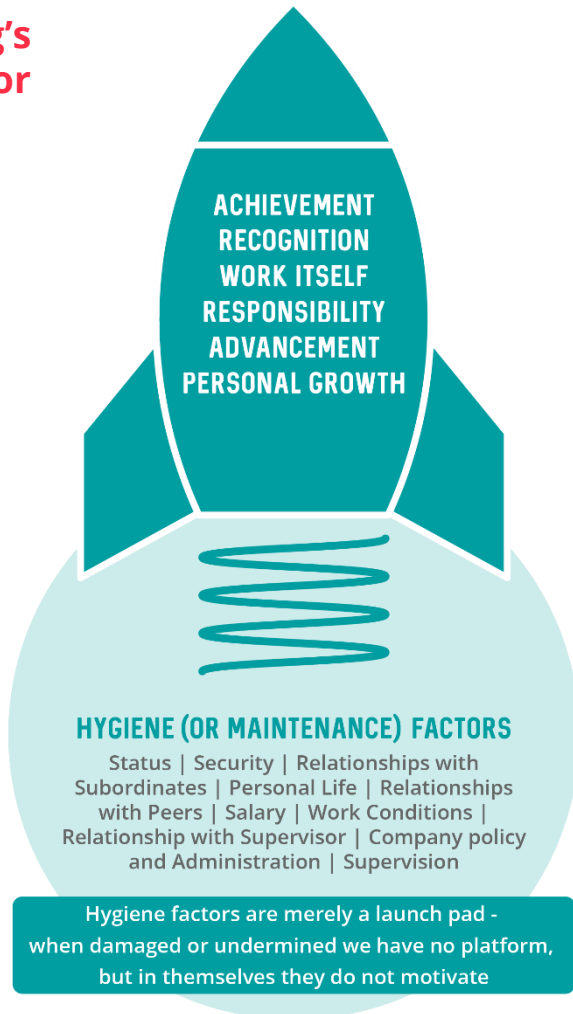 g's
or
ACHIEVEMENT
RECOGNITION
WORK ITSELF
RESPONSIBILITY
ADVANCEMENT
PERSONAL GROWTH
HYGIENE (OR MAINTENANCE) FACTORS
Status | Security | Relationships with
Subordinates | Personal Life | Relationships
with Peers | Salary | Work Conditions |
Relationship with Supervisor | Company policy
and Administration | Supervision
Hygiene factors are merely a launch pad -
when damaged or undermined we have no platform,
but in themselves they do not motivate